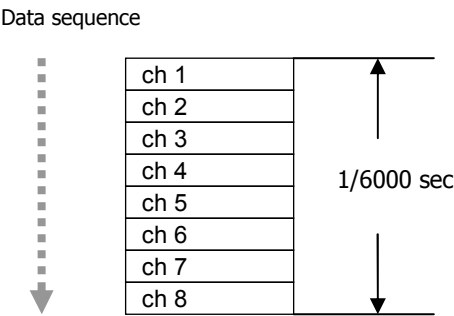 Data sequence
ch 1
ch 2
ch 3
ch 4
1/6000 sec
ch 5
ch 6
ch 7
ch 8